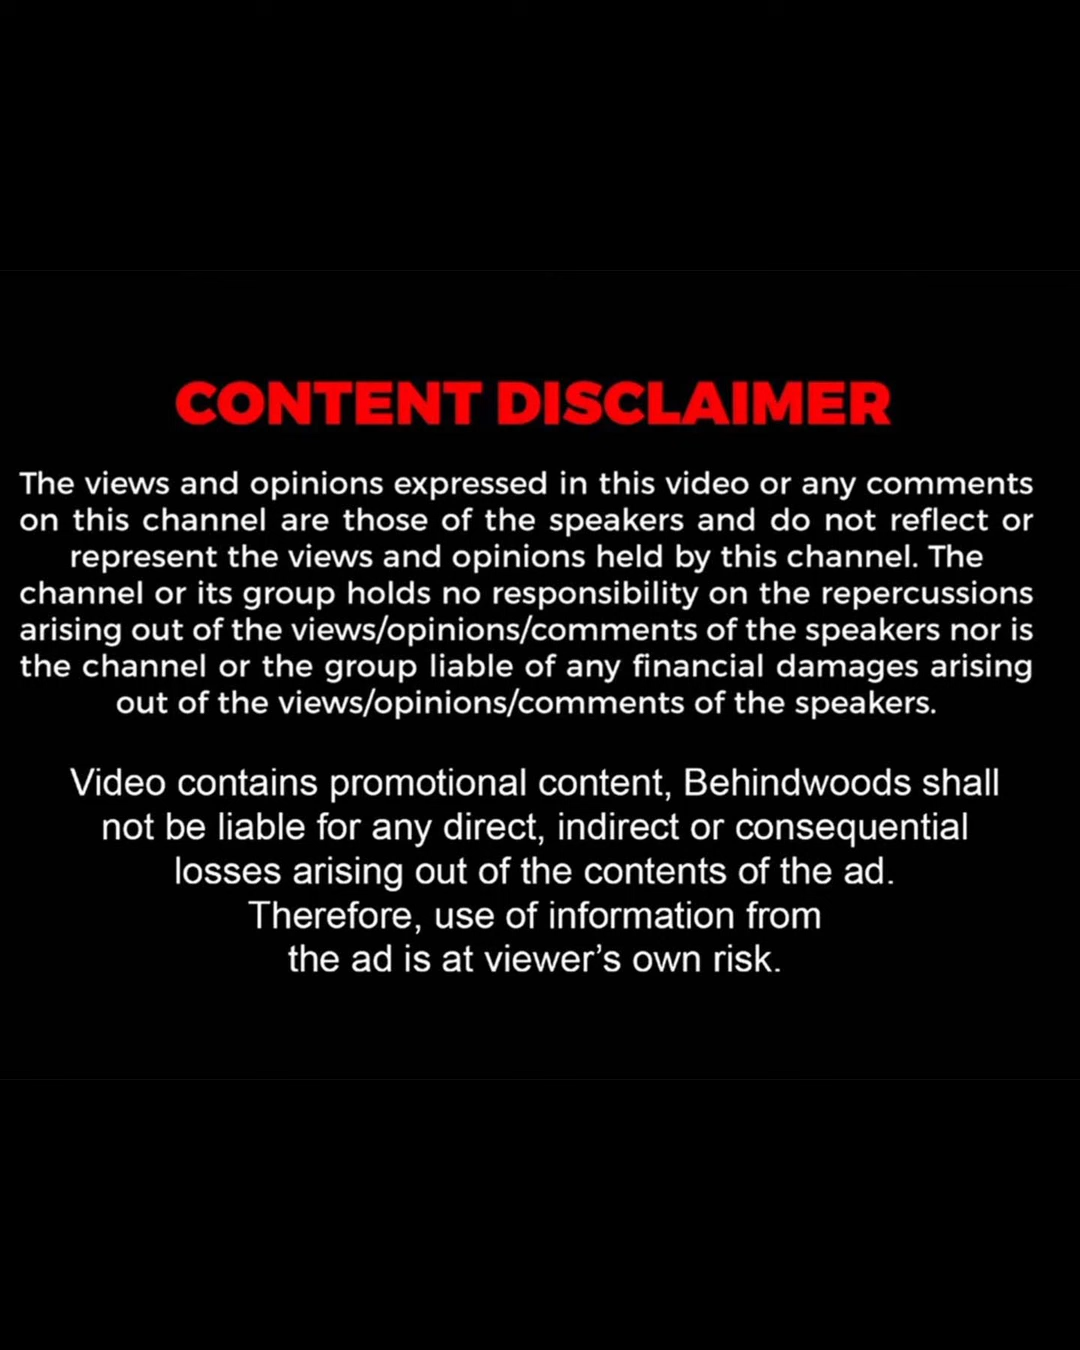 CONTENT DISCLAIMER
The views and opinions expressed in this video or any comments
on this channel are those of the speakers and do not reflect or
represent the views and opinions held by this channel. The
channel or its group holds no responsibility on the repercussions
arising out of the views/opinions/comments of the speakers nor is
the channel or the group liable of any financial damages arising
out of the views/opinions/comments of the speakers.
Video contains promotional content, Behindwoods shall
not be liable for any direct, indirect or consequential
losses arising out of the contents of the ad.
Therefore, use of information from
the ad is at viewer’s own risk.